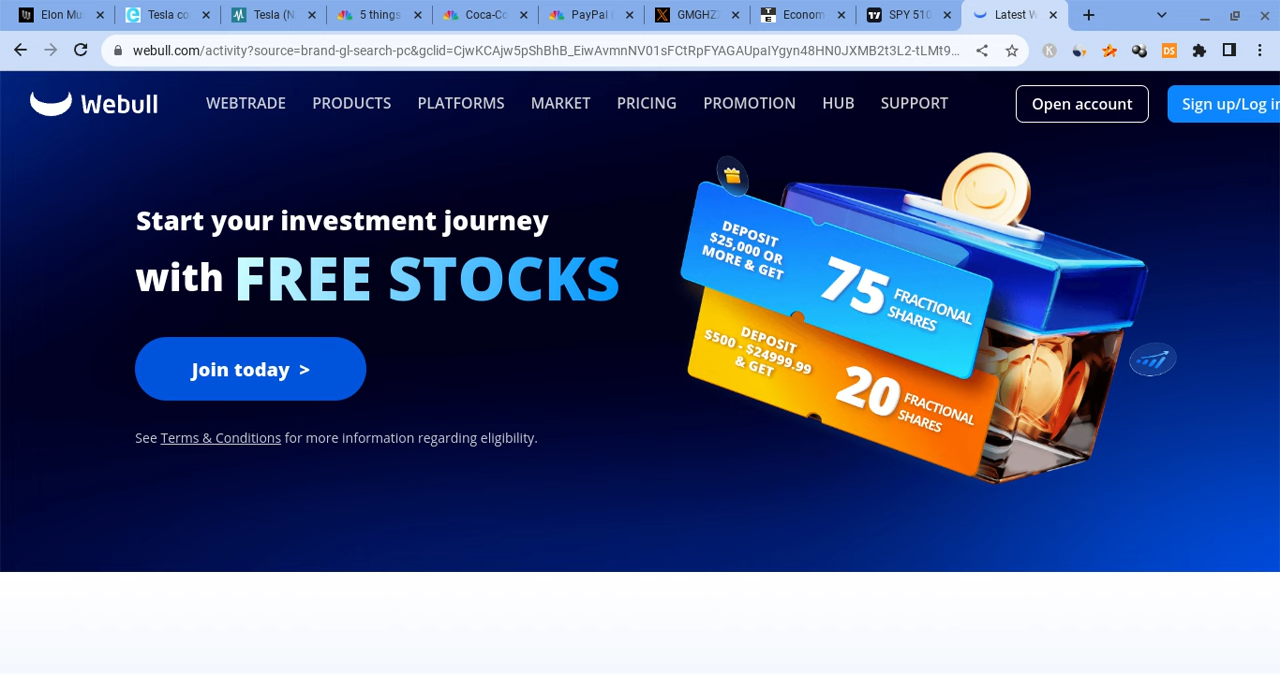 Elon Mu
Tesla co
Tesla (N
5 things
Coca-Co
PayPal
GMGHZ
Econom
SPY 510
Latest W
webull.com/activity?source=brand-gl-search-pc&gclid=CjwKCAjw5pShBhB_EiwAvmnNV01sFCtRpFYAGAUpaIYgyn48HN0JXMB2t3L2-tLMt9…
Webull
WEBTRADE
PRODUCTS
PLATFORMS
MARKET
PRICING
PROMOTION
HUB
SUPPORT
Open account
Sign up/Log in
Start your investment journey
with FREE STOCKS
Join today >
See Terms & Conditions for more information regarding eligibility.
DEPOSIT
$25,000 OR
MORE & GET
75
FRACTIONAL
SHARES
DEPOSIT
$500 - $24999.99
& GET
20
FRACTIONAL
SHARES